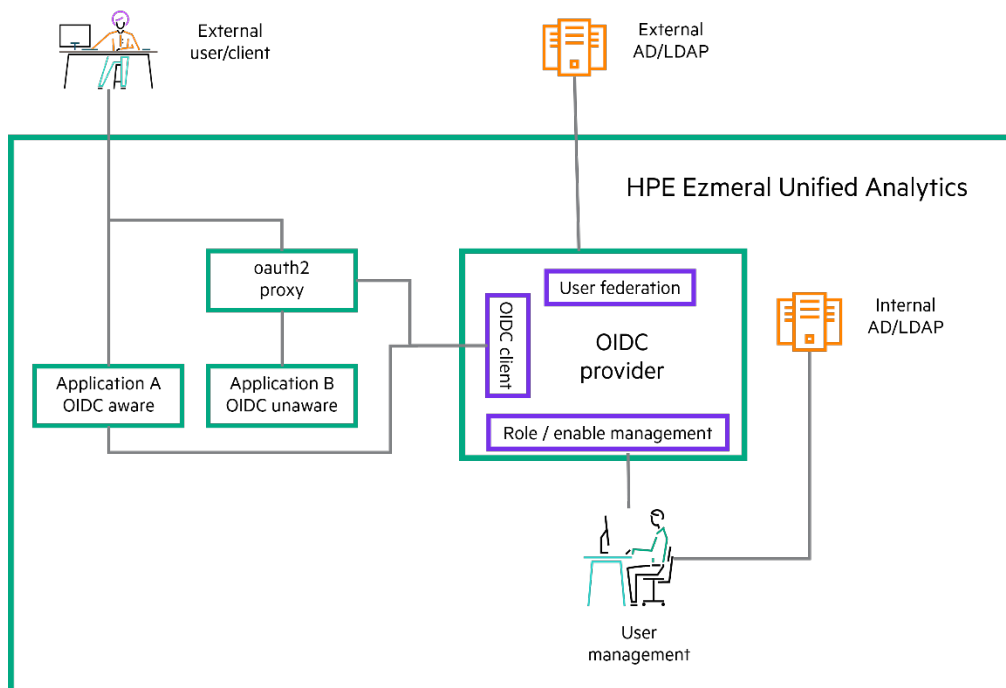 External
user/client
External
AD/LDAP
HPE Ezmeral Unified Analytics
oauth2
proxy
User federation
OIDC client
OIDC
provider
Internal
AD/LDAP
Application A
OIDC aware
Application B
OIDC unaware
Role / enable management
User
management